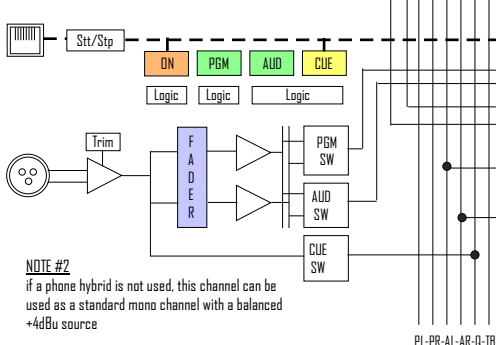 Stt/Stp
ON
PGM
AUD
CUE
Logic
Logic
Logic
Trim
FADER
PGM
SW
AUD
SW
CUE
SW
NOTE #2
if a phone hybrid is not used, this channel can be
used as a standard mono channel with a balanced
+4dBu source
PL-PR-AL-AR-Q-TB